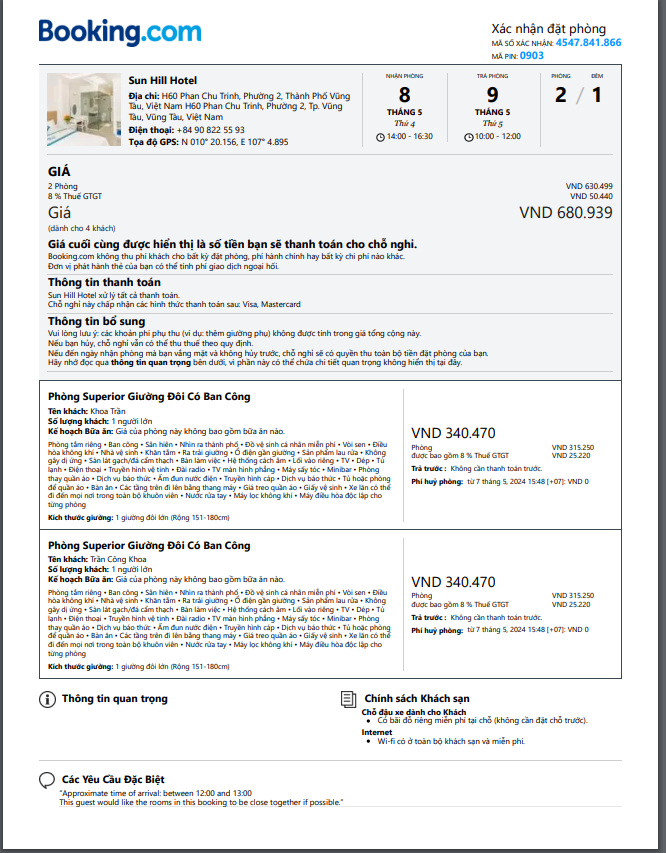 Booking.com
Xác nhận đặt phòng
MÃ SỐ XÁC NHẬN: 4547.841.866
MÃ PIN: 0903
Sun Hill Hotel
Địa chỉ: H60 Phan Chu Trinh, Phường 2, Thành Phố Vũng
Tàu, Việt Nam H60 Phan Chu Trinh, Phường 2, Tp. Vũng
Tàu, Vũng Tàu, Việt Nam
Điện thoại: +84 90 822 55 93
Tọa độ GPS: N 010° 20.156, E 107° 4.895
NHẬN PHÒNG
8
THÁNG 5
Thứ 4
14:00 - 16:30
TRẢ PHÒNG
9
THÁNG 5
Thứ 5
10:00 - 12:00
PHÒNG ĐÊM
2 / 1
GIÁ
2 Phòng VND 630.499
8 % Thuế GTGT VND 50.440
Giá VND 680.939
(dành cho 4 khách)
Giá cuối cùng được hiển thị là số tiền bạn sẽ thanh toán cho chỗ nghỉ.
Booking.com không thu phí khách cho bất kỳ đặt phòng, phí hành chính hay bất kỳ chi phí nào khác.
Đơn vị phát hành thẻ của bạn có thể tính phí giao dịch ngoại hối.
Thông tin thanh toán
Sun Hill Hotel xử lý tất cả thanh toán.
Chỗ nghỉ này chấp nhận các hình thức thanh toán sau: Visa, Mastercard
Thông tin bổ sung
Vui lòng lưu ý: các khoản phí phụ thu (ví dụ: thêm giường phụ) không được tính trong giá tổng cộng này.
Nếu bạn hủy, chỗ nghỉ vẫn có thể thu thuế theo quy định.
Nếu đến ngày nhận phòng mà bạn vắng mặt và không hủy trước, chỗ nghỉ sẽ có quyền thu toàn bộ tiền đặt phòng của bạn.
Hãy nhớ đọc qua thông tin quan trọng bên dưới, vì phần này có thể chứa chi tiết quan trọng không hiển thị tại đây.
Phòng Superior Giường Đôi Có Ban Công
Tên khách: Khoa Trần
Số lượng khách: 1 người lớn
Kế hoạch Bữa ăn: Giá của phòng này không bao gồm bữa ăn nào.
Phòng tắm riêng • Ban công • Sân hiên • Nhìn ra thành phố • Đồ vệ sinh cá nhân miễn phí • Vòi sen • Điều
hòa không khí • Nhà vệ sinh • Khăn tắm • Ra trải giường • Ổ điện gần giường • Sản phẩm lau rửa • Không
gây dị ứng • Sàn lát gạch/đá cẩm thạch • Bàn làm việc • Hệ thống cách âm • Lối vào riêng • TV • Dép • Tủ
lạnh • Điện thoại • Truyền hình vệ tinh • Đài radio • TV màn hình phẳng • Máy sấy tóc • Minibar • Phòng
thay quần áo • Dịch vụ báo thức • Ấm đun nước điện • Truyền hình cáp • Dịch vụ báo thức • Tủ hoặc phòng
để quần áo • Bàn ăn • Các tầng trên đi lên bằng thang máy • Giá treo quần áo • Giấy vệ sinh • Xe lăn có thể
đi đến mọi nơi trong toàn bộ khuôn viên • Nước rửa tay • Máy lọc không khí • Máy điều hòa độc lập cho
từng phòng
Kích thước giường: 1 giường đôi lớn (Rộng 151-180cm)
VND 340.470
Phòng VND 315.250
được bao gồm 8 % Thuế GTGT VND 25.220
Trả trước : Không cần thanh toán trước.
Phí huỷ phòng: từ 7 tháng 5, 2024 15:48 [+07]: VND 0
Phòng Superior Giường Đôi Có Ban Công
Tên khách: Trần Công Khoa
Số lượng khách: 1 người lớn
Kế hoạch Bữa ăn: Giá của phòng này không bao gồm bữa ăn nào.
Phòng tắm riêng • Ban công • Sân hiên • Nhìn ra thành phố • Đồ vệ sinh cá nhân miễn phí • Vòi sen • Điều
hòa không khí • Nhà vệ sinh • Khăn tắm • Ra trải giường • Ổ điện gần giường • Sản phẩm lau rửa • Không
gây dị ứng • Sàn lát gạch/đá cẩm thạch • Bàn làm việc • Hệ thống cách âm • Lối vào riêng • TV • Dép • Tủ
lạnh • Điện thoại • Truyền hình vệ tinh • Đài radio • TV màn hình phẳng • Máy sấy tóc • Minibar • Phòng
thay quần áo • Dịch vụ báo thức • Ấm đun nước điện • Truyền hình cáp • Dịch vụ báo thức • Tủ hoặc phòng
để quần áo • Bàn ăn • Các tầng trên đi lên bằng thang máy • Giá treo quần áo • Giấy vệ sinh • Xe lăn có thể
đi đến mọi nơi trong toàn bộ khuôn viên • Nước rửa tay • Máy lọc không khí • Máy điều hòa độc lập cho
từng phòng
Kích thước giường: 1 giường đôi lớn (Rộng 151-180cm)
VND 340.470
Phòng VND 315.250
được bao gồm 8 % Thuế GTGT VND 25.220
Trả trước : Không cần thanh toán trước.
Phí huỷ phòng: từ 7 tháng 5, 2024 15:48 [+07]: VND 0
Thông tin quan trọng
Chính sách Khách sạn
Chỗ đậu xe dành cho Khách
• Có bãi đỗ riêng miễn phí tại chỗ (không cần đặt chỗ trước).
Internet
• Wi-fi có ở toàn bộ khách sạn và miễn phí.
Các Yêu Cầu Đặc Biệt
"Approximate time of arrival: between 12:00 and 13:00
This guest would like the rooms in this booking to be close together if possible."